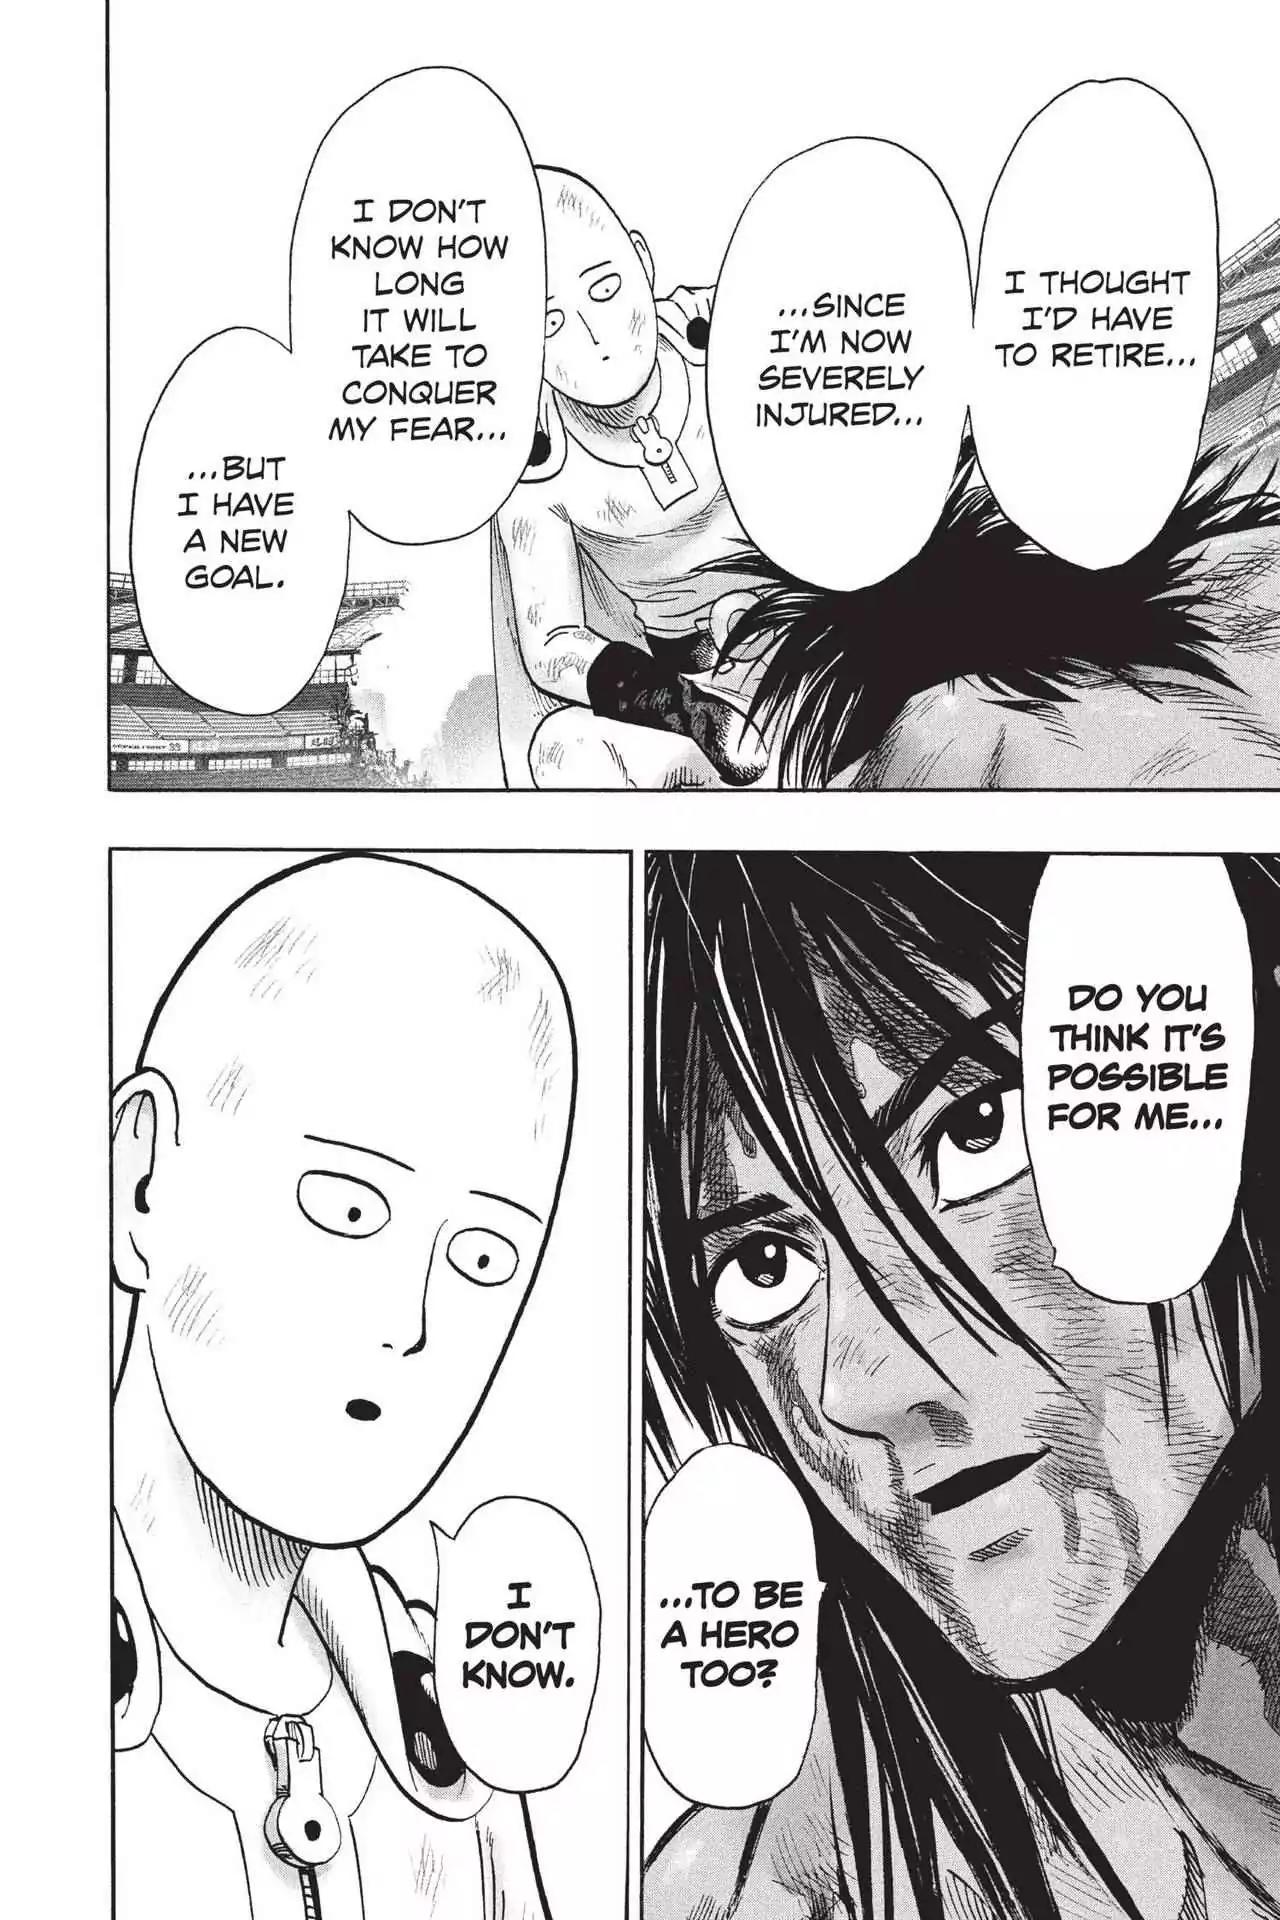 I THOUGHT
I'D HAVE
TO RETIRE...
...SINCE
I'M NOW
SEVERELY
INJURED...
I DON'T
KNOW HOW
LONG
IT WILL
TAKE TO
CONQUER
MY FEAR...
...BUT
I HAVE
A NEW
GOAL.
DO YOU
THINK IT'S
POSSIBLE
FOR ME...
...TO BE
A HERO
TOO?
I
DON'T
KNOW.